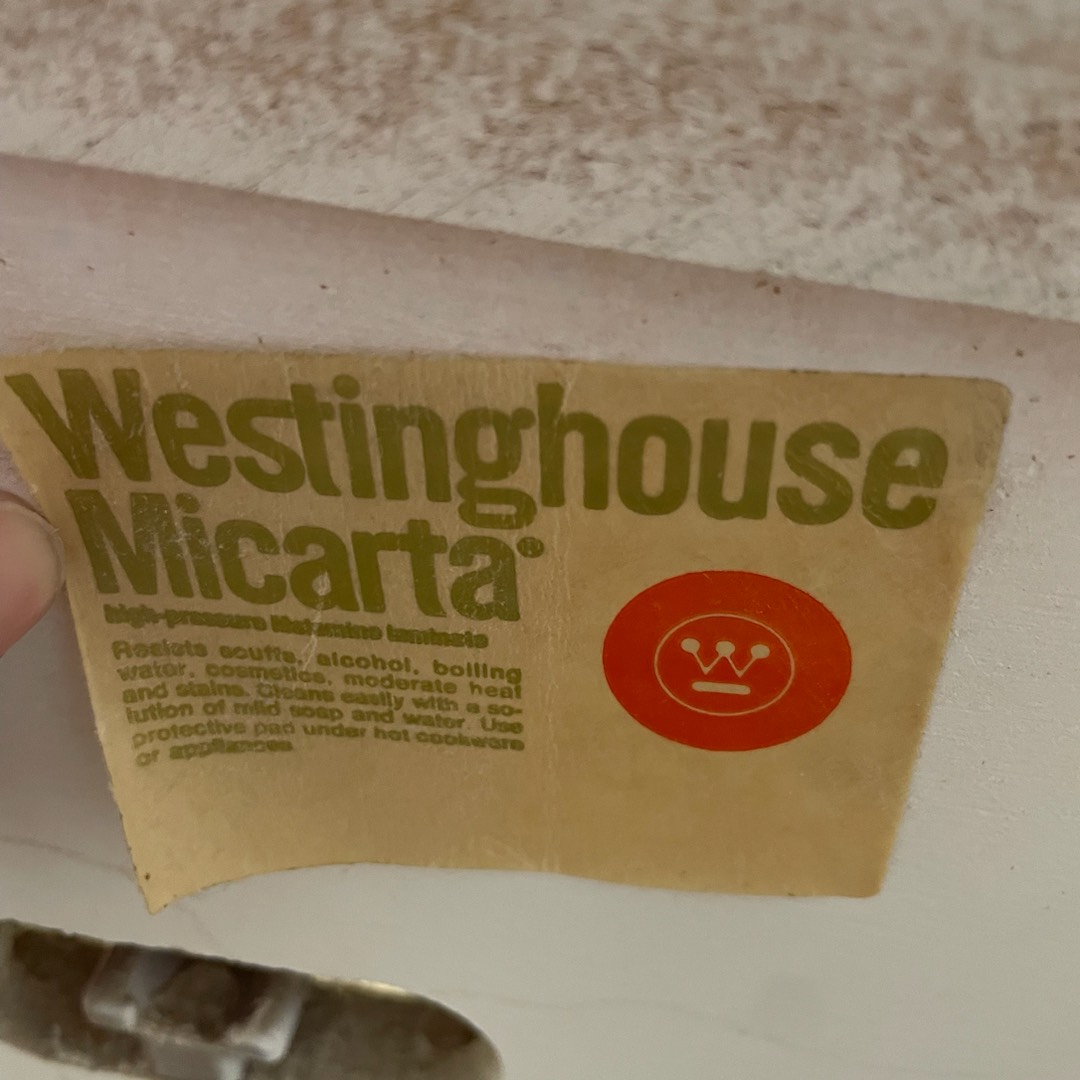 Westinghouse
Micarta®
high-pressure Melamine laminate
Resists scuffs, alcohol, boiling
water, cosmetics, moderate heat
and stains. Cleans easily with a so-
lution of mild soap and water. Use
protective pad under hot cookware
or appliances